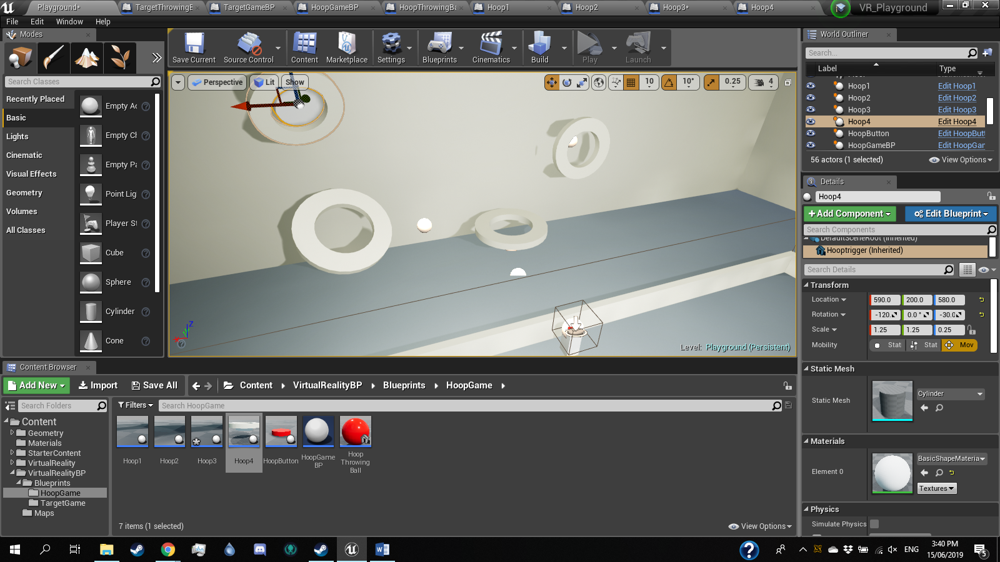 Playground*
TargetThrowingE
TargetGameBP
HoopGameBP
HoopThrowingBa
Hoop1
Hoop2
Hoop3*
Hoop4
VR_Playground
File Edit Window Help
Modes
Search Classes
Recently Placed
Basic
Lights
Cinematic
Visual Effects
Geometry
Volumes
All Classes
Empty Ac
Empty Ch
Empty Pa
Point Lig
Player St
Cube
Sphere
Cylinder
Cone
Save Current
Source Control
Content
Marketplace
Settings
Blueprints
Cinematics
Build
Play
Launch
Perspective
Lit
Show
10
10°
0.25
4
Z
Level: Playground (Persistent)
World Outliner
Search...
Label Type
Hoop1 Edit Hoop1
Hoop2 Edit Hoop2
Hoop3 Edit Hoop3
Hoop4 Edit Hoop4
HoopButton Edit HoopButt
HoopGameBP Edit HoopGar
56 actors (1 selected)
View Options
Details
Hoop4
+Add Component
Edit Blueprint
Search Components
DefaultSceneRoot (Inherited)
Hooptrigger (Inherited)
Search Details
Transform
Location 590.0 200.0 580.0
Rotation -120. 0.0 ° -30.0
Scale 1.25 1.25 0.25
Mobility Stat Stat Mov
Static Mesh
Static Mesh
Cylinder
Materials
Element 0
BasicShapeMateria
Textures
Physics
Simulate Physics
Content Browser
Add New
Import
Save All
Content
VirtualRealityBP
Blueprints
HoopGame
Search Folders
Filters
Search HoopGame
Content
Geometry
Materials
StarterContent
VirtualReality
VirtualRealityBP
Blueprints
HoopGame
TargetGame
Maps
Hoop1
Hoop2
Hoop3
Hoop4
HoopButton
HoopGame
BP
Hoop
Throwing
Ball
7 items (1 selected)
View Options
ENG
3:40 PM
15/06/2019
5